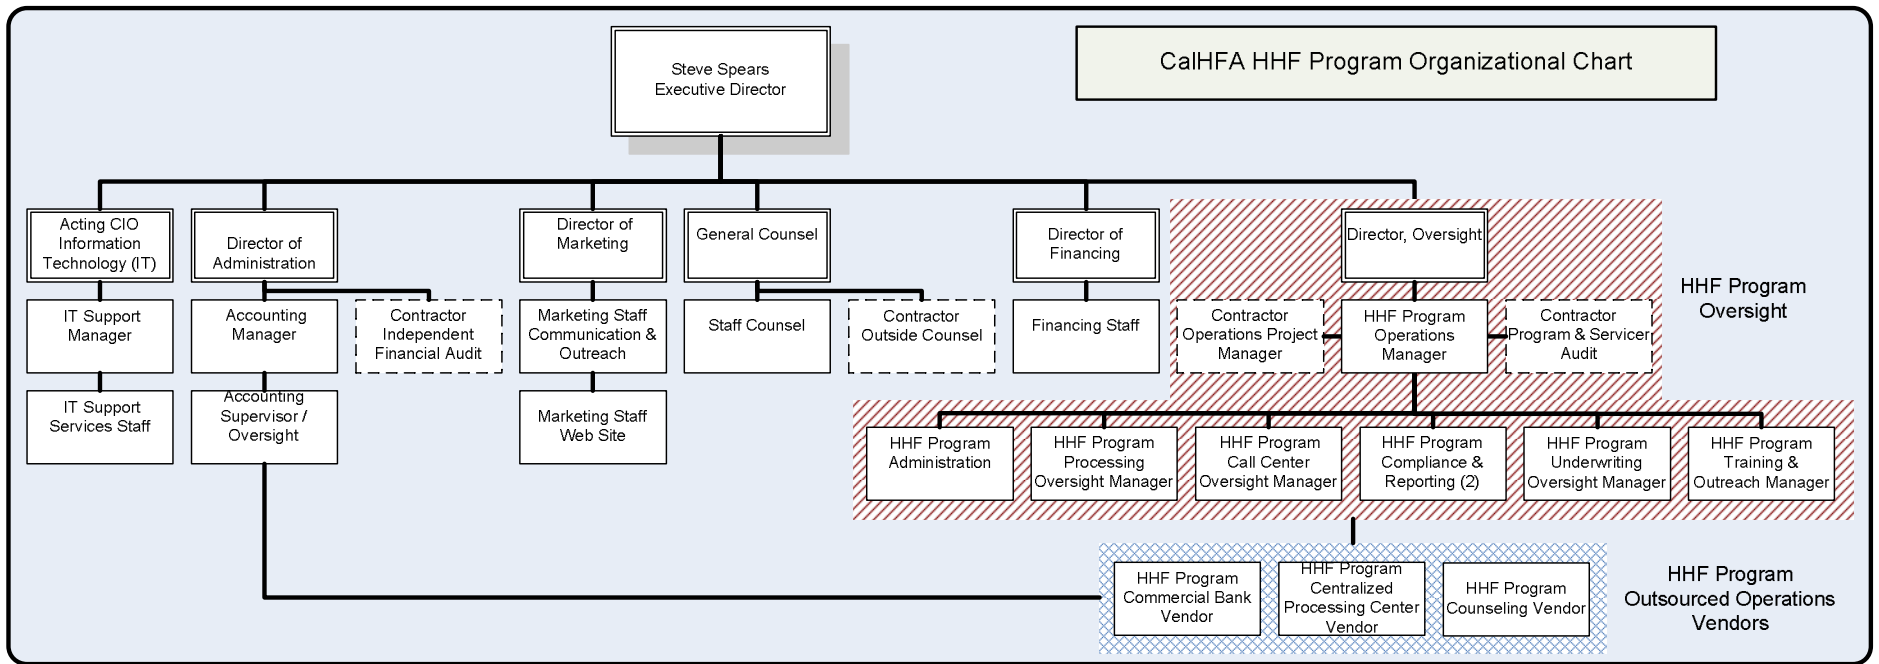 Steve Spears
Executive Director
CalHFA HHF Program Organizational Chart
Acting CIO
Information
Technology (IT)
Director of
Administration
Director of
Marketing
General Counsel
Director of
Financing
Director, Oversight
HHF Program
Oversight
IT Support
Manager
Accounting
Manager
Contractor
Independent
Financial Audit
Marketing Staff
Communication &
Outreach
Staff Counsel
Contractor
Outside Counsel
Financing Staff
Contractor
Operations Project
Manager
HHF Program
Operations
Manager
Contractor
Program & Servicer
Audit
IT Support
Services Staff
Accounting
Supervisor /
Oversight
Marketing Staff
Web Site
HHF Program
Administration
HHF Program
Processing
Oversight Manager
HHF Program
Call Center
Oversight Manager
HHF Program
Compliance &
Reporting (2)
HHF Program
Underwriting
Oversight Manager
HHF Program
Training &
Outreach Manager
HHF Program
Commercial Bank
Vendor
HHF Program
Centralized
Processing Center
Vendor
HHF Program
Counseling Vendor
HHF Program
Outsourced Operations
Vendors